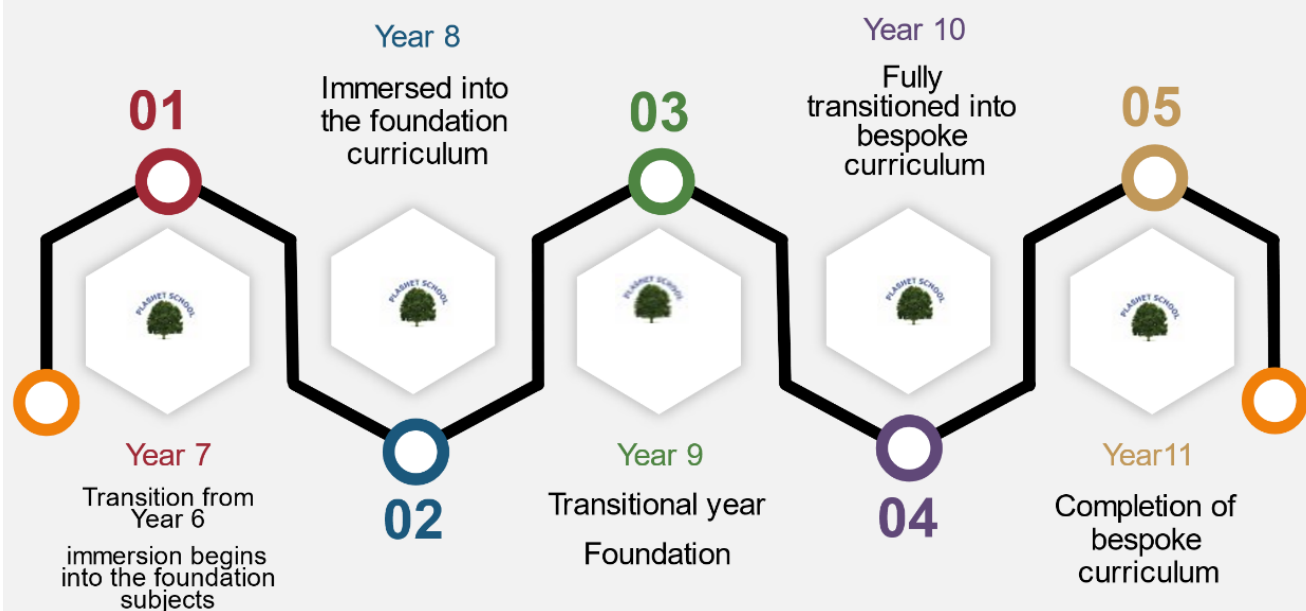 01
PLASHET SCHOOL
Year 7
Transition from
Year 6
immersion begins
into the foundation
subjects
Year 8
Immersed into
the foundation
curriculum
PLASHET SCHOOL
02
03
PLASHET SCHOOL
Year 9
Transitional year
Foundation
Year 10
Fully
transitioned into
bespoke
curriculum
PLASHET SCHOOL
04
05
PLASHET SCHOOL
Year11
Completion of
bespoke
curriculum